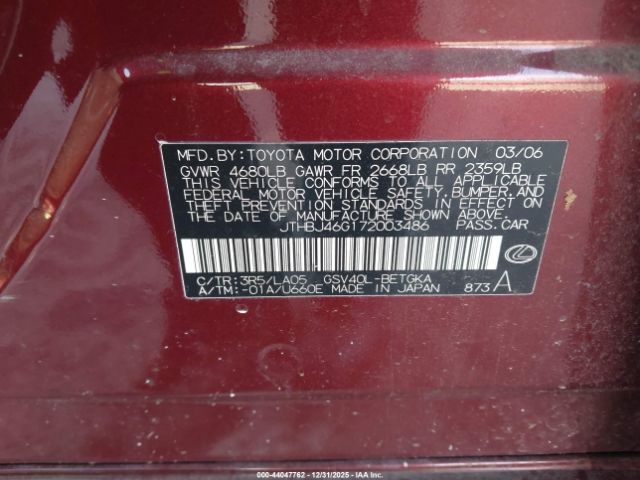 MFD.BY:TOYOTA MOTOR CORPORATION 03/06
GVWR 4680LB GAWR FR 2668LB RR 2359LB
THIS VEHICLE CONFORMS TO ALL APPLICABLE
FEDERAL MOTOR VEHICLE SAFETY,BUMPER,AND
THEFT PREVENTION STANDARDS IN EFFECT ON
THE DATE OF MANUFACTURE SHOWN ABOVE.
JTHBJ46G172003486 PASS.CAR
C/TR:3R5/LA05 GSV40L-BETGKA
A/TM:-01A/U660E MADE IN JAPAN 873 A
000-44047762 - 12/31/2025 - IAAI.CA